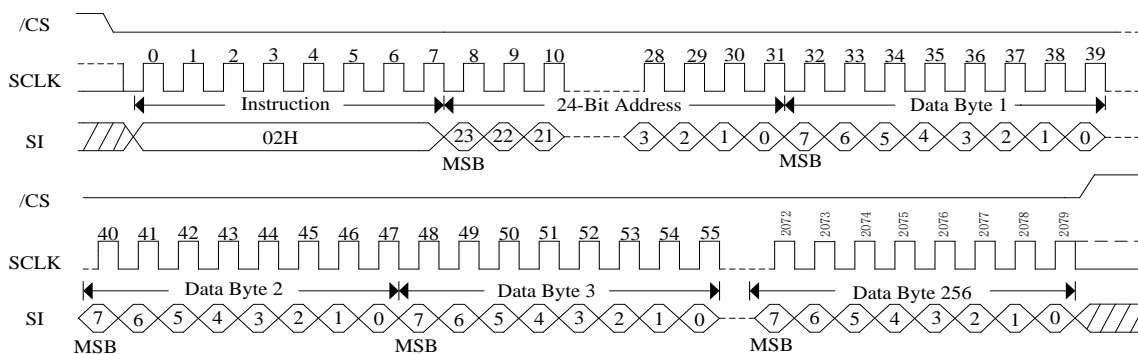 /CS
0 1 2 3 4 5 6 7 8 9 10 28 29 30 31 32 33 34 35 36 37 38 39
SCLK
Instruction 24-Bit Address Data Byte 1
SI 02H 23 22 21 3 2 1 0 7 6 5 4 3 2 1 0
MSB MSB
/CS
40 41 42 43 44 45 46 47 48 49 50 51 52 53 54 55 2072 2073 2074 2075 2076 2077 2078 2079
SCLK
Data Byte 2 Data Byte 3 Data Byte 256
SI 7 6 5 4 3 2 1 0 7 6 5 4 3 2 1 0 7 6 5 4 3 2 1 0
MSB MSB MSB